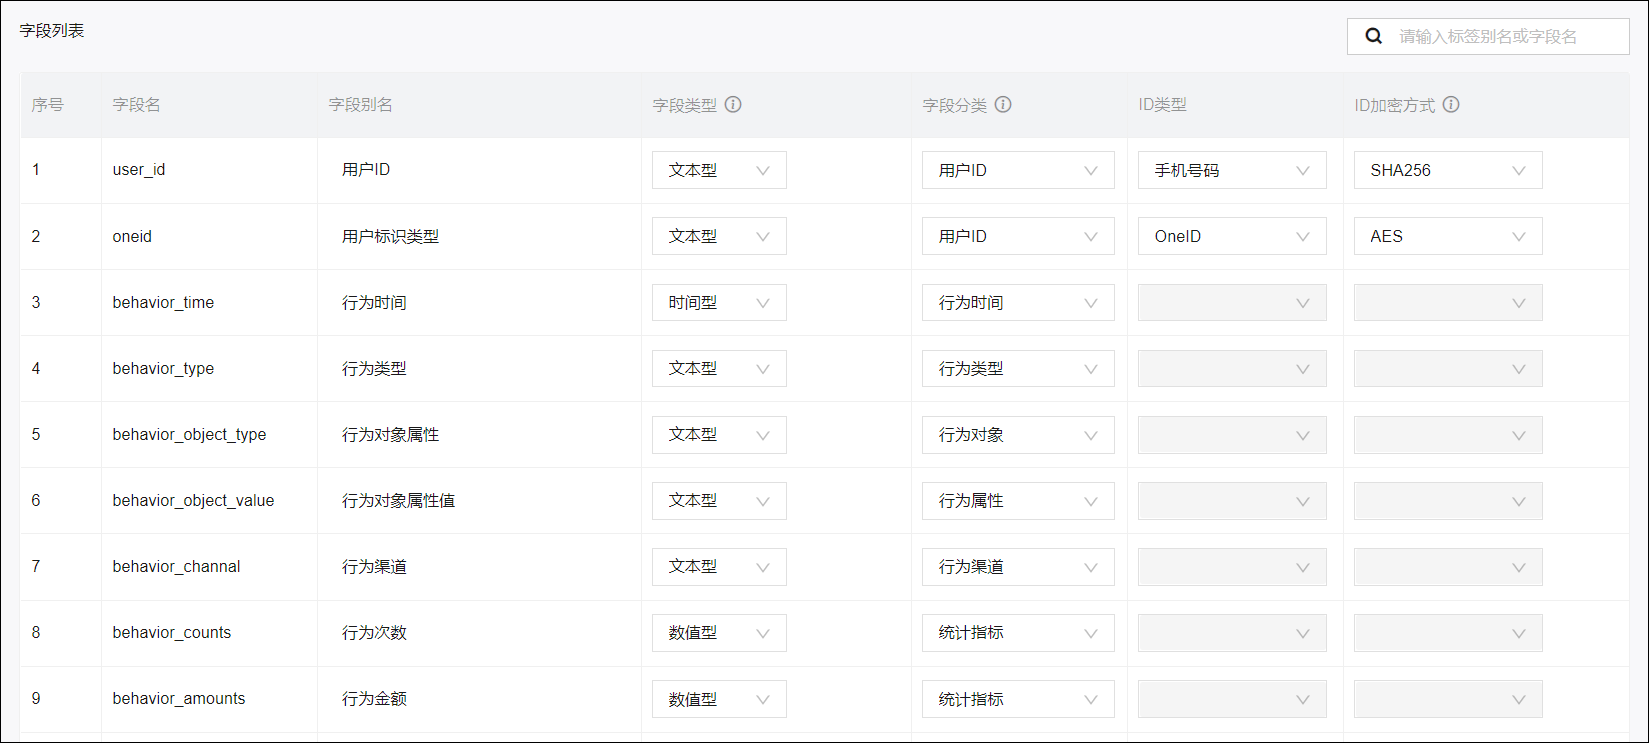 字段列表
请输入标签别名或字段名
序号 字段名 字段别名 字段类型 字段分类 ID类型 ID加密方式
1 user_id 用户ID 文本型 用户ID 手机号码 SHA256
2 oneid 用户标识类型 文本型 用户ID OneID AES
3 behavior_time 行为时间 时间型 行为时间
4 behavior_type 行为类型 文本型 行为类型
5 behavior_object_type 行为对象属性 文本型 行为对象
6 behavior_object_value 行为对象属性值 文本型 行为属性
7 behavior_channal 行为渠道 文本型 行为渠道
8 behavior_counts 行为次数 数值型 统计指标
9 behavior_amounts 行为金额 数值型 统计指标